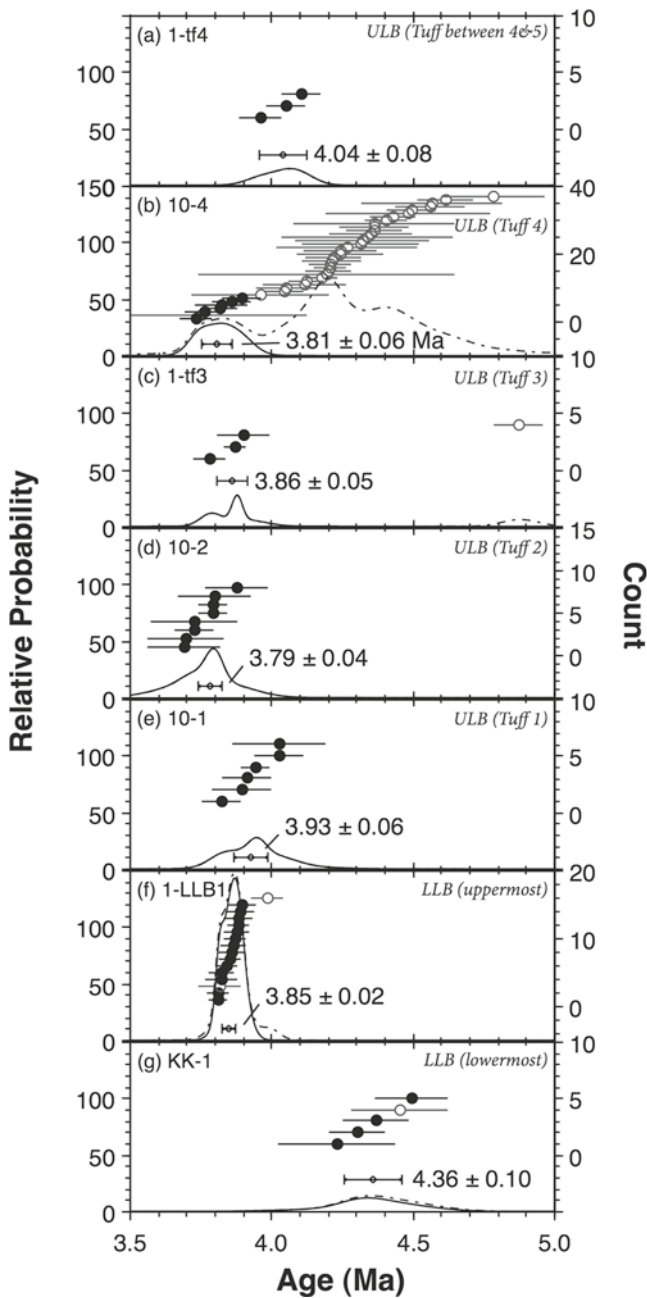 (a) 1-tf4 ULB (Tuff between 4&5) 10
100 5
50 0
4.04 ± 0.08
150 40
(b) 10-4
ULB (Tuff 4)
100 20
50 0
3.81 ± 0.06 Ma
0 10
(c) 1-tf3 ULB (Tuff 3)
100 5
50 0
3.86 ± 0.05
0 15
(d) 10-2 ULB (Tuff 2)
100 10
5
50 0
3.79 ± 0.04
0 10
(e) 10-1 ULB (Tuff 1)
100 5
50 0
3.93 ± 0.06
0 20
(f) 1-LLB1 LLB (uppermost)
100 10
50 0
3.85 ± 0.02
0 10
(g) KK-1 LLB (lowermost)
100 5
50 0
4.36 ± 0.10
0
3.5 4.0 4.5 5.0
Age (Ma)
Relative Probability
Count